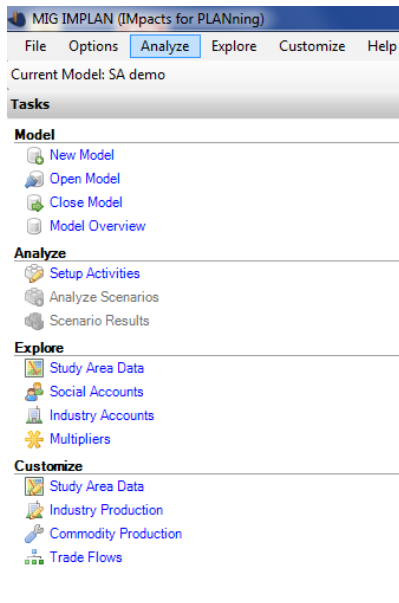 MIG IMPLAN (IMpacts for PLANning)
File Options Analyze Explore Customize Help
Current Model: SA demo
Tasks
Model
New Model
Open Model
Close Model
Model Overview
Analyze
Setup Activities
Analyze Scenarios
Scenario Results
Explore
Study Area Data
Social Accounts
Industry Accounts
Multipliers
Customize
Study Area Data
Industry Production
Commodity Production
Trade Flows